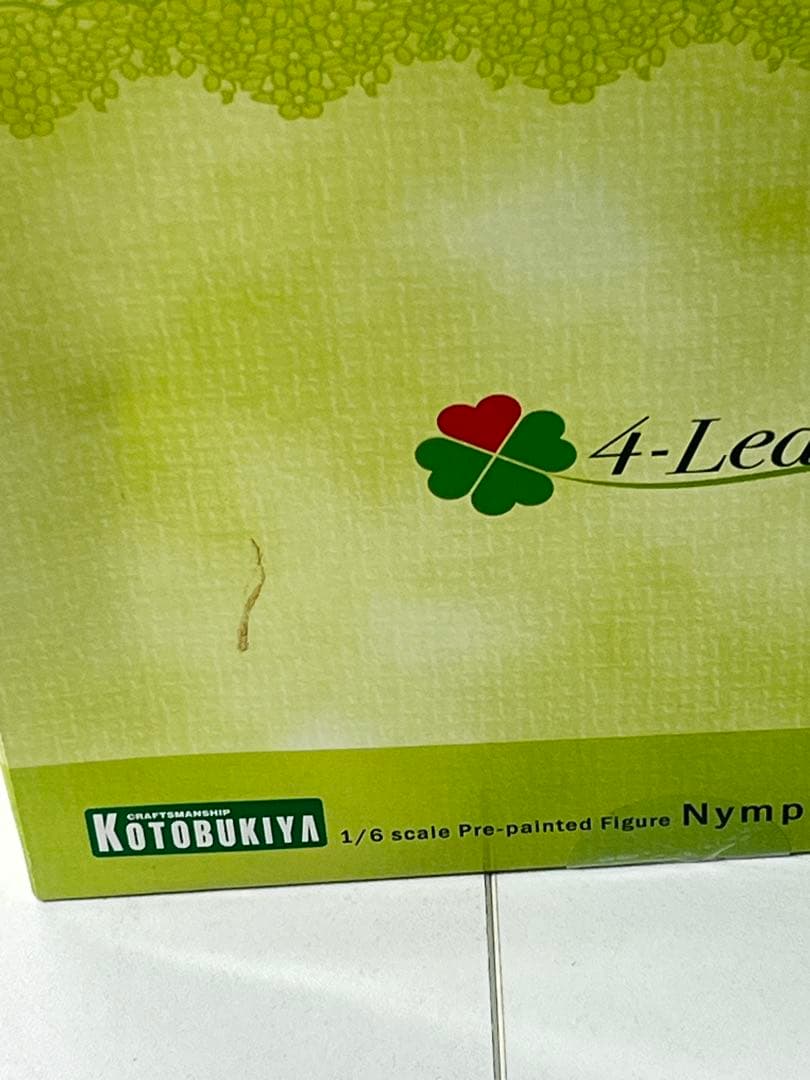 4-Lea
CRAFTSMANSHIP
KOTOBUKIYA
1/6 scale Pre-painted Figure Nymp